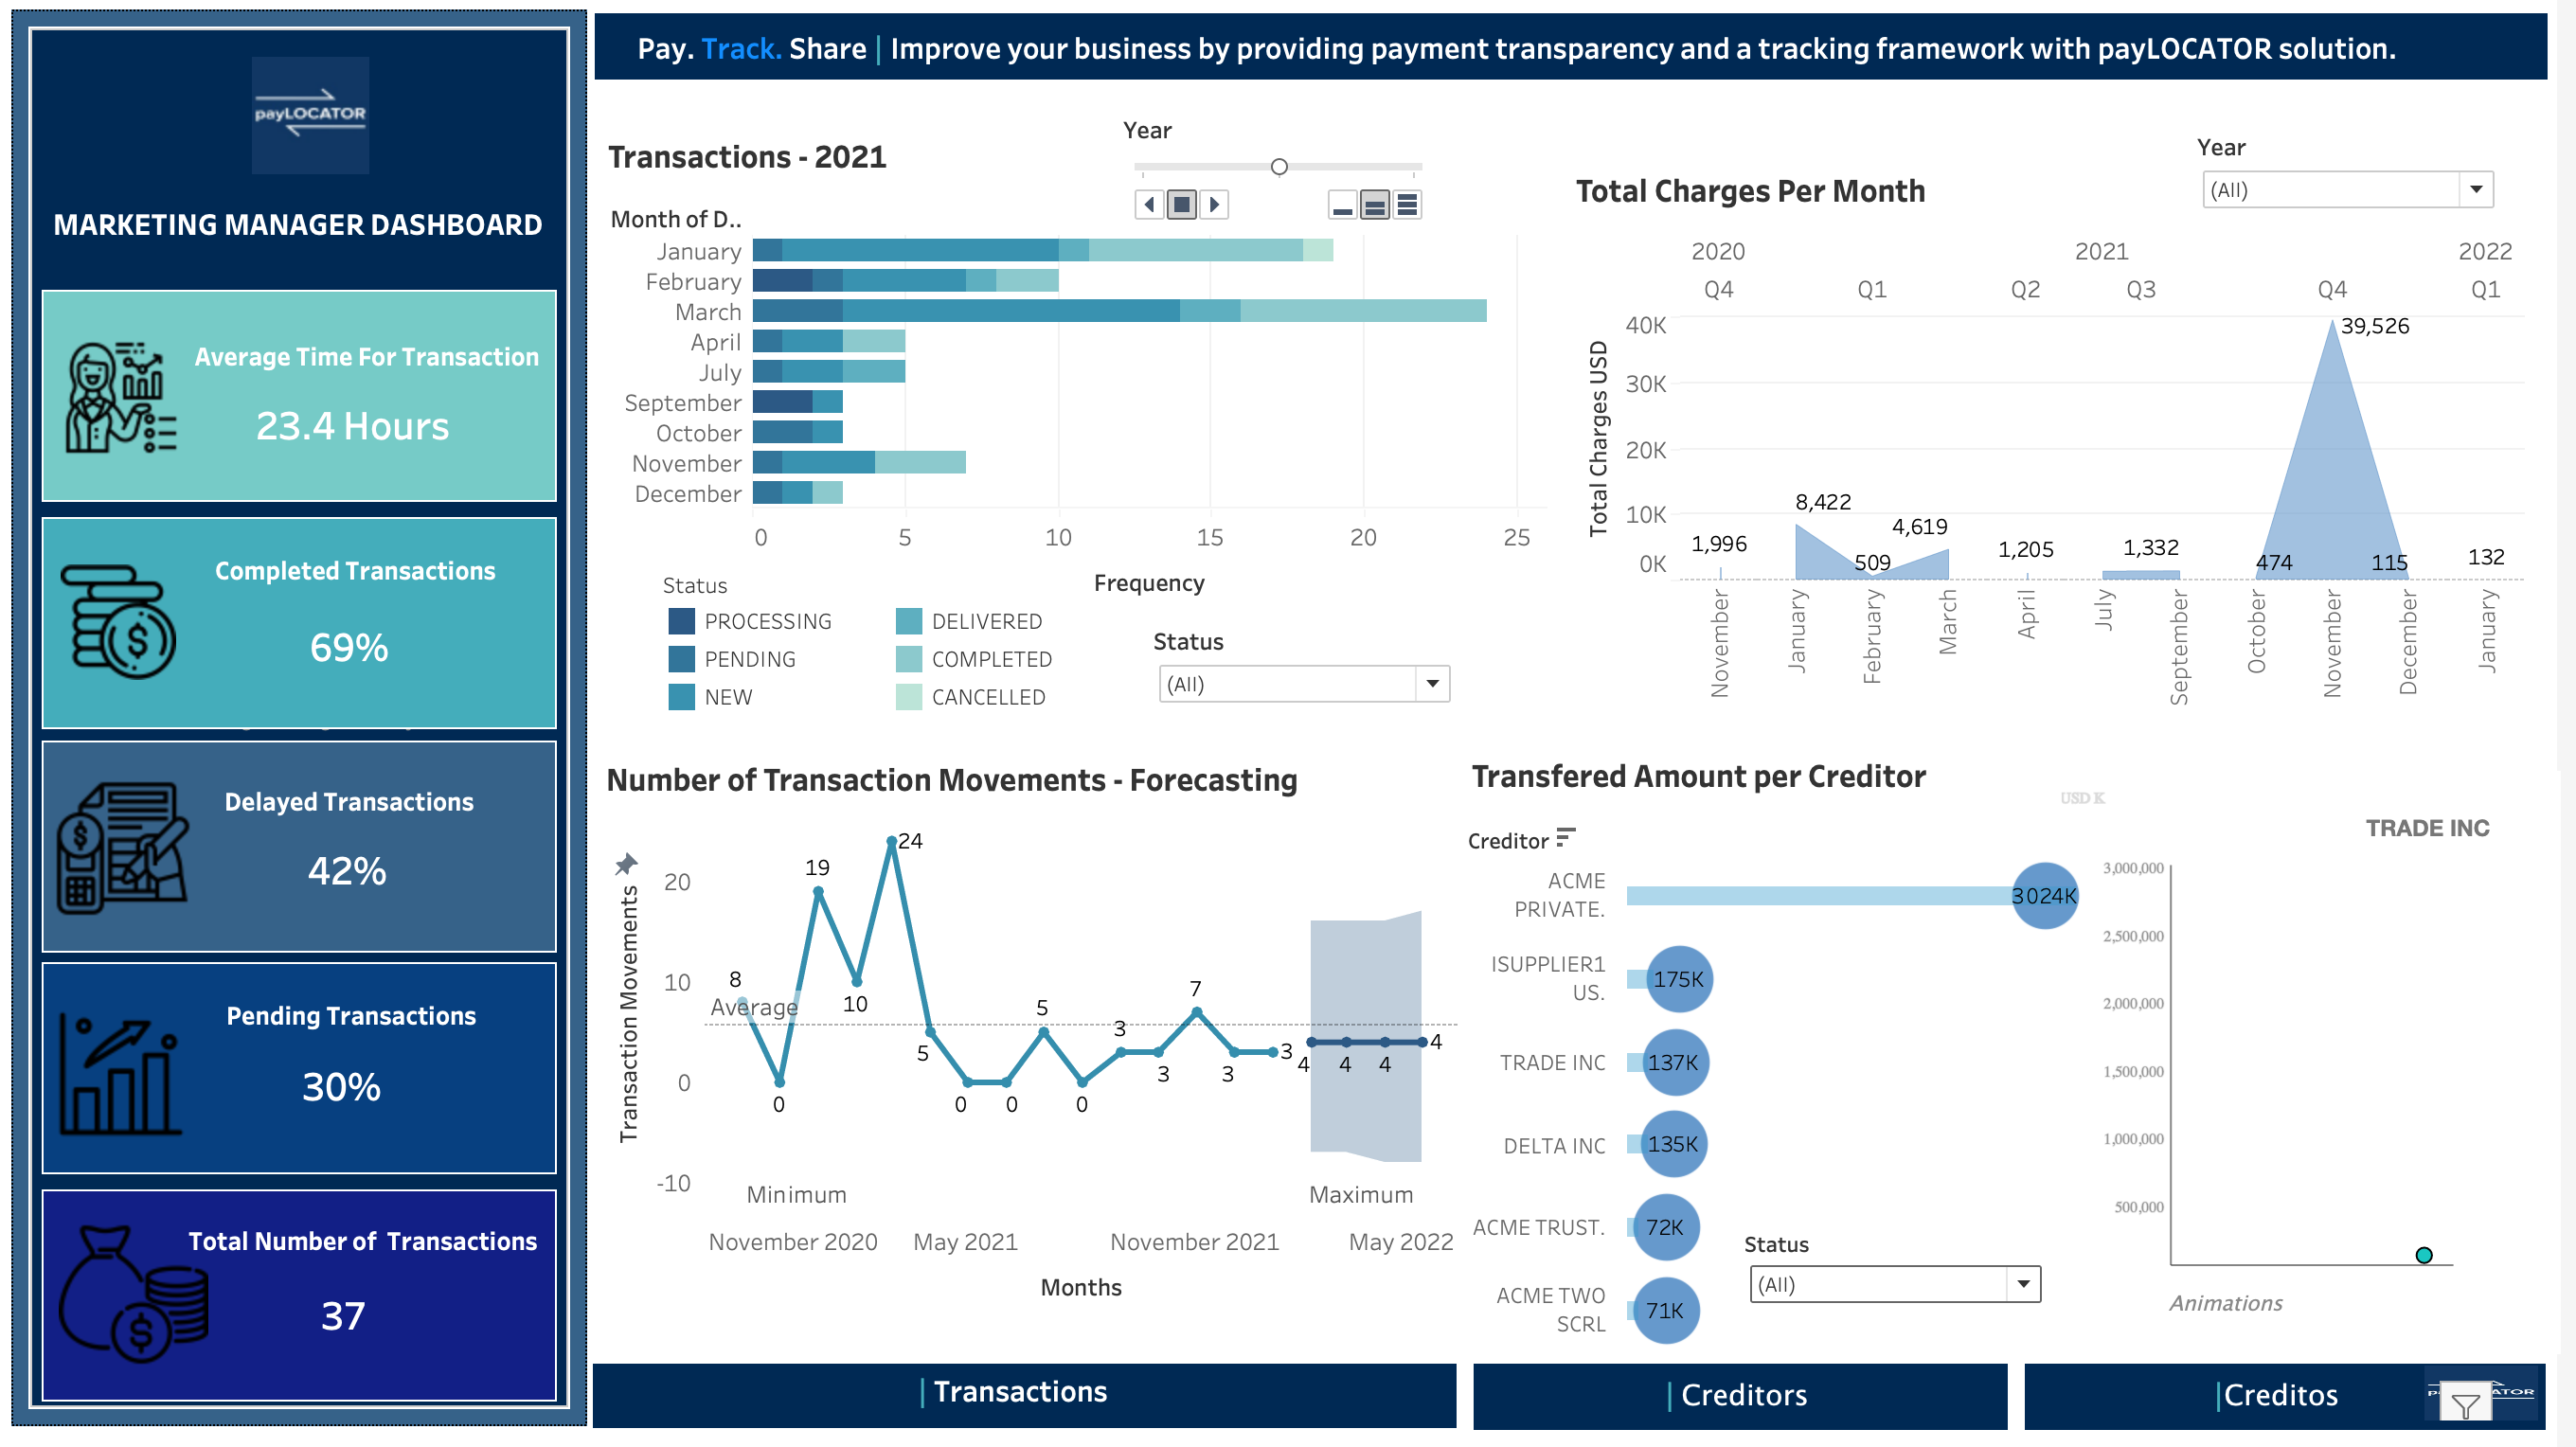 payLOCATOR
MARKETING MANAGER DASHBOARD
Average Time For Transaction
23.4 Hours
Completed Transactions
69%
Delayed Transactions
42%
Pending Transactions
30%
Total Number of Transactions
37
Pay. Track. Share | Improve your business by providing payment transparency and a tracking framework with payLOCATOR solution.
Transactions - 2021
Year
Month of D..
January
February
March
April
July
September
October
November
December
0 5 10 15 20 25
Frequency
Status
PROCESSING
PENDING
NEW
DELIVERED
COMPLETED
CANCELLED
Status
(All)
Total Charges Per Month
Year
(All)
2020 2021 2022
Q4 Q1 Q2 Q3 Q4 Q1
Total Charges USD
40K
30K
20K
10K
0K
1,996
8,422
509
4,619
1,205
1,332
474
39,526
115
132
November
January
February
March
April
July
September
October
November
December
January
Number of Transaction Movements - Forecasting
Transaction Movements
20
10
0
-10
8
0
19
10
24
5
0
0
5
0
3
3
7
3
3
4
4
4
4
Average
Minimum
Maximum
November 2020 May 2021 November 2021 May 2022
Months
Transfered Amount per Creditor
Creditor
ACME
PRIVATE.
3024K
ISUPPLIER1
US.
175K
TRADE INC
137K
DELTA INC
135K
ACME TRUST.
72K
ACME TWO
SCRL
71K
Status
(All)
USD K
TRADE INC
3,000,000
2,500,000
2,000,000
1,500,000
1,000,000
500,000
Animations
| Transactions
| Creditors
|Creditos